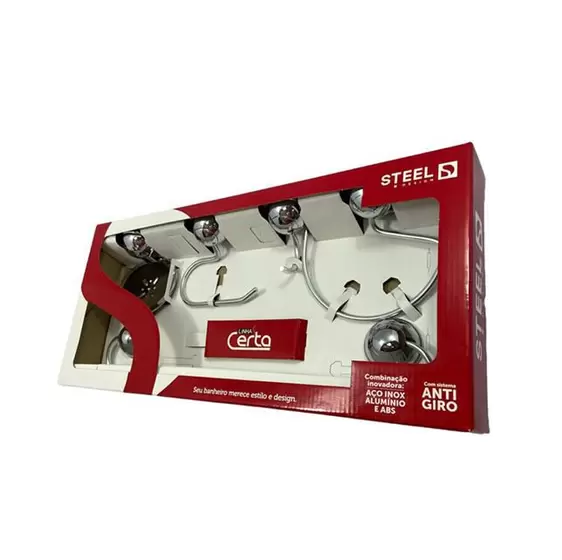 STEEL
DESIGN
STEEL
LINHA
Certa
Seu banheiro merece estilo e design.
Combinação
inovadora:
AÇO INOX
ALUMÍNIO
E ABS
Com sistema
ANTI
GIRO